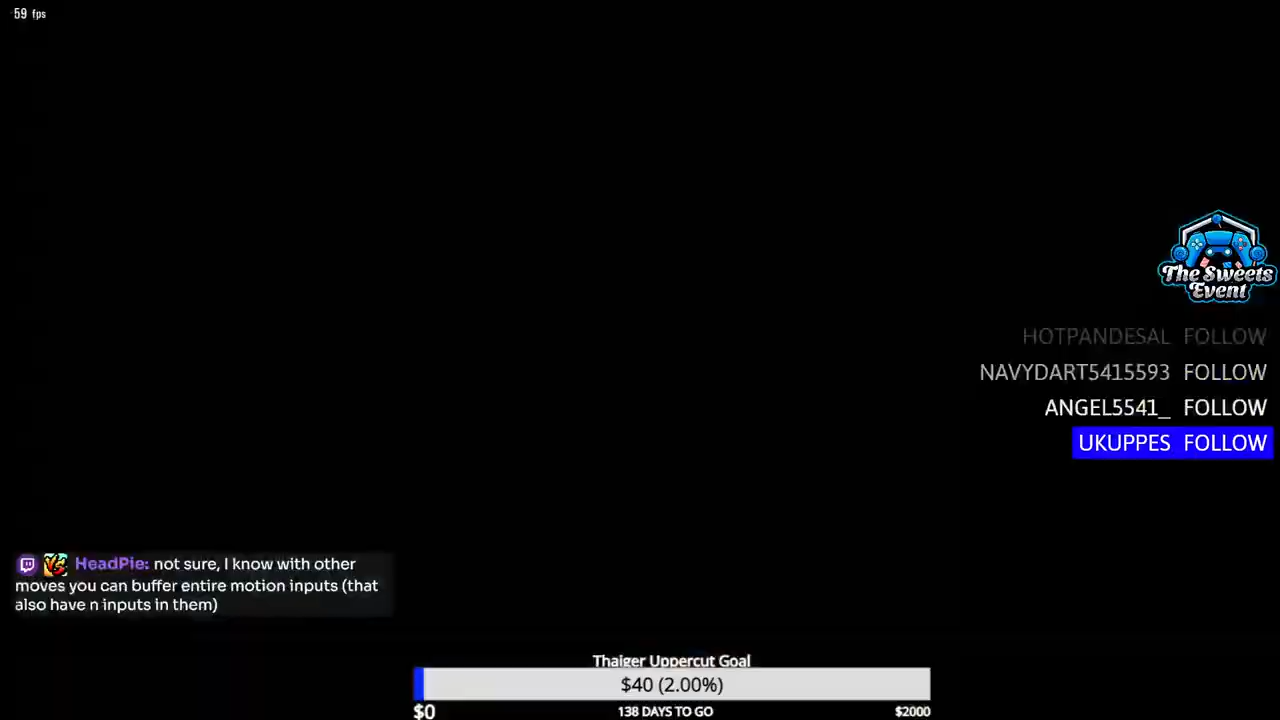 59 fps
The Sweets
Event
HOTPANDESAL FOLLOW
NAVYDART5415593 FOLLOW
ANGEL5541_ FOLLOW
UKUPPES FOLLOW
HeadPie: not sure, I know with other
moves you can buffer entire motion inputs (that
also have n inputs in them)
Thaiger Uppercut Goal
$40 (2.00%)
$0 138 DAYS TO GO $2000